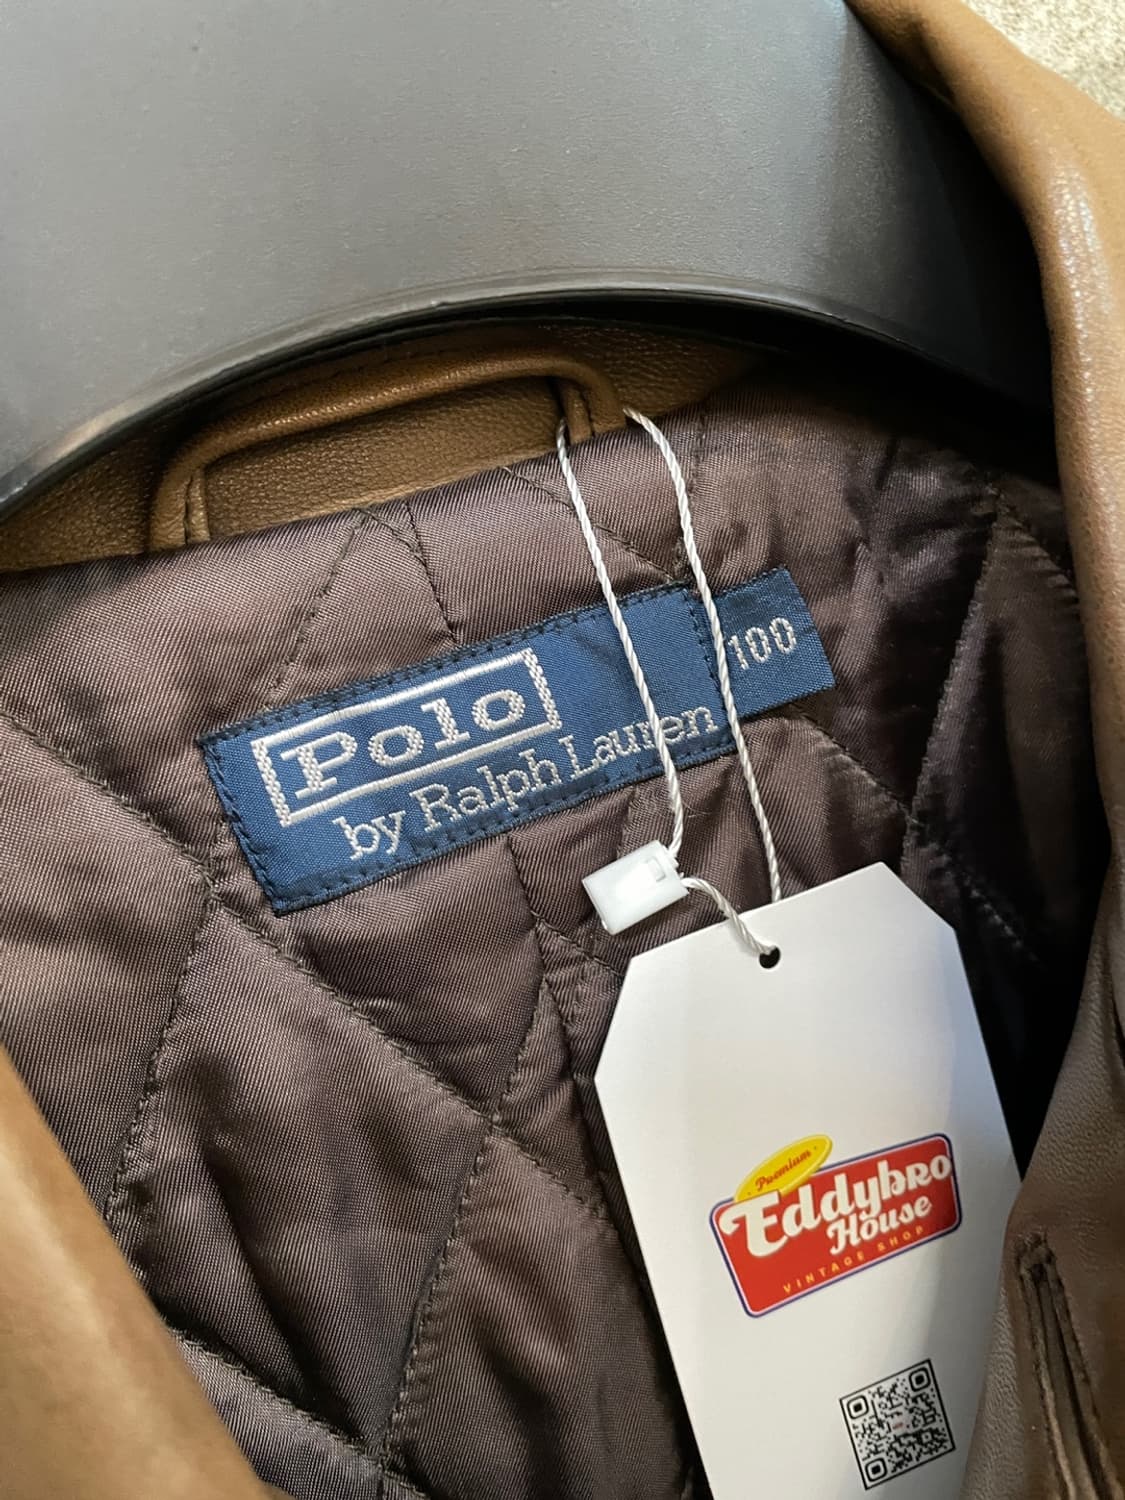 Polo
by Ralph Lauren
100
Premium
Eddybro
House
VINTAGE SHOP